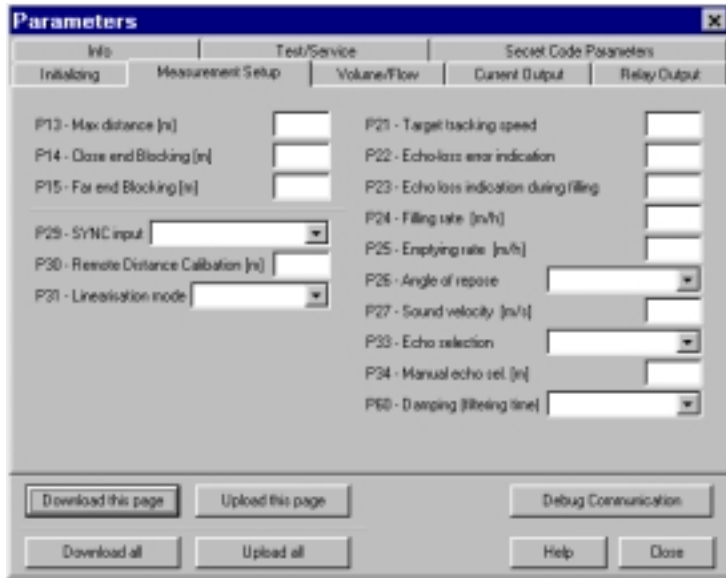 Parameters
Info
Test/Service
Secret Code Parameters
Initializing
Measurement Setup
Volume/Flow
Current Output
Relay Output
P13 - Max distance [m]
P14 - Close end Blocking [m]
P15 - Far end Blocking [m]
P29 - SYNC input
P30 - Remote Distance Calibation [m]
P31 - Linearisation mode
P21 - Target tracking speed
P22 - Echo-loss error indication
P23 - Echo loss indication during filling
P24 - Filling rate [m/h]
P25 - Emptying rate [m/h]
P26 - Angle of repose
P27 - Sound velocity [m/s]
P33 - Echo selection
P34 - Manual echo sel. [m]
P60 - Damping (filtering time)
Download this page
Upload this page
Debug Communication
Download all
Upload all
Help
Close